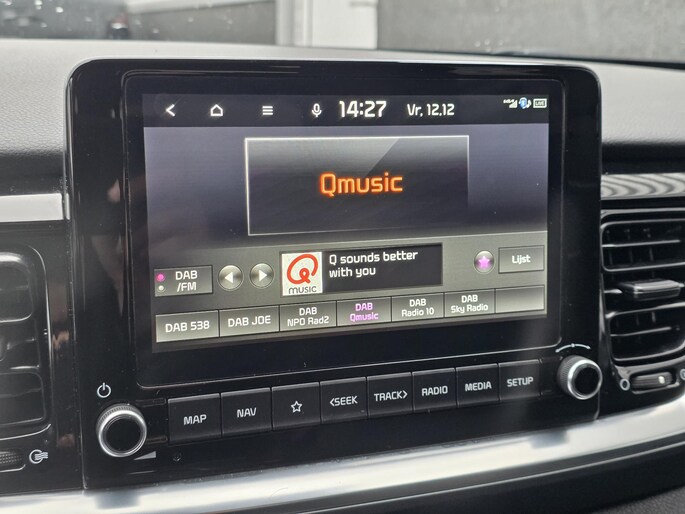 14:27 Vr, 12.12
Qmusic
DAB
/FM
Q
MUSIC
Q sounds better
with you
Lijst
DAB 538
DAB JOE
DAB
NPO Rad2
DAB
Qmusic
DAB
Radio 10
DAB
Sky Radio
MAP
NAV
<SEEK
TRACK>
RADIO
MEDIA
SETUP